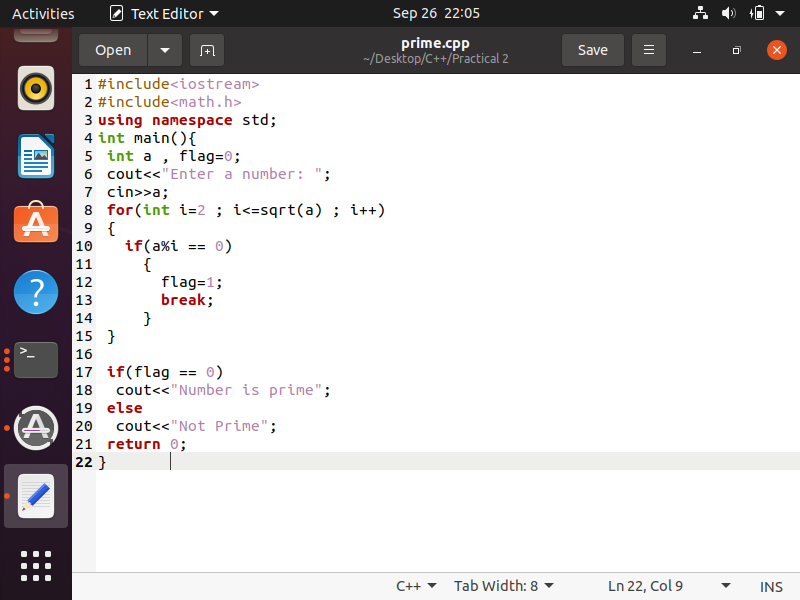 Activities Text Editor Sep 26 22:05
Open prime.cpp Save
~/Desktop/C++/Practical 2
1 #include<iostream>
2 #include<math.h>
3 using namespace std;
4 int main(){
5 int a , flag=0;
6 cout<<"Enter a number: ";
7 cin>>a;
8 for(int i=2 ; i<=sqrt(a) ; i++)
9 {
10 if(a%i == 0)
11 {
12 flag=1;
13 break;
14 }
15 }
16
17 if(flag == 0)
18 cout<<"Number is prime";
19 else
20 cout<<"Not Prime";
21 return 0;
22 }
C++ Tab Width: 8 Ln 22, Col 9 INS